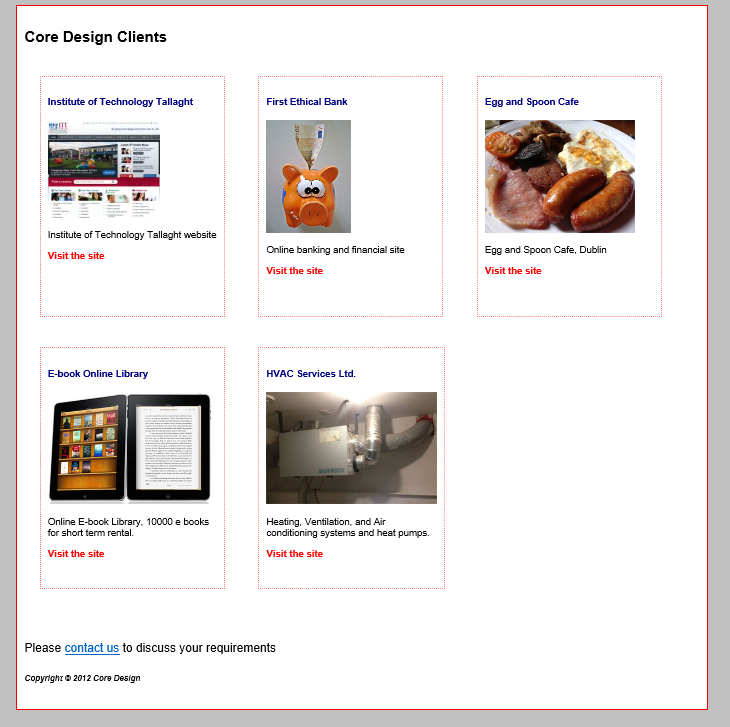 Core Design Clients
Institute of Technology Tallaght
First Ethical Bank
Egg and Spoon Cafe
Institute of Technology Tallaght website
Visit the site
Online banking and financial site
Visit the site
Egg and Spoon Cafe, Dublin
Visit the site
E-book Online Library
HVAC Services Ltd.
Online E-book Library, 10000 e books
for short term rental.
Visit the site
Heating, Ventilation, and Air
conditioning systems and heat pumps.
Visit the site
Please contact us to discuss your requirements
Copyright © 2012 Core Design